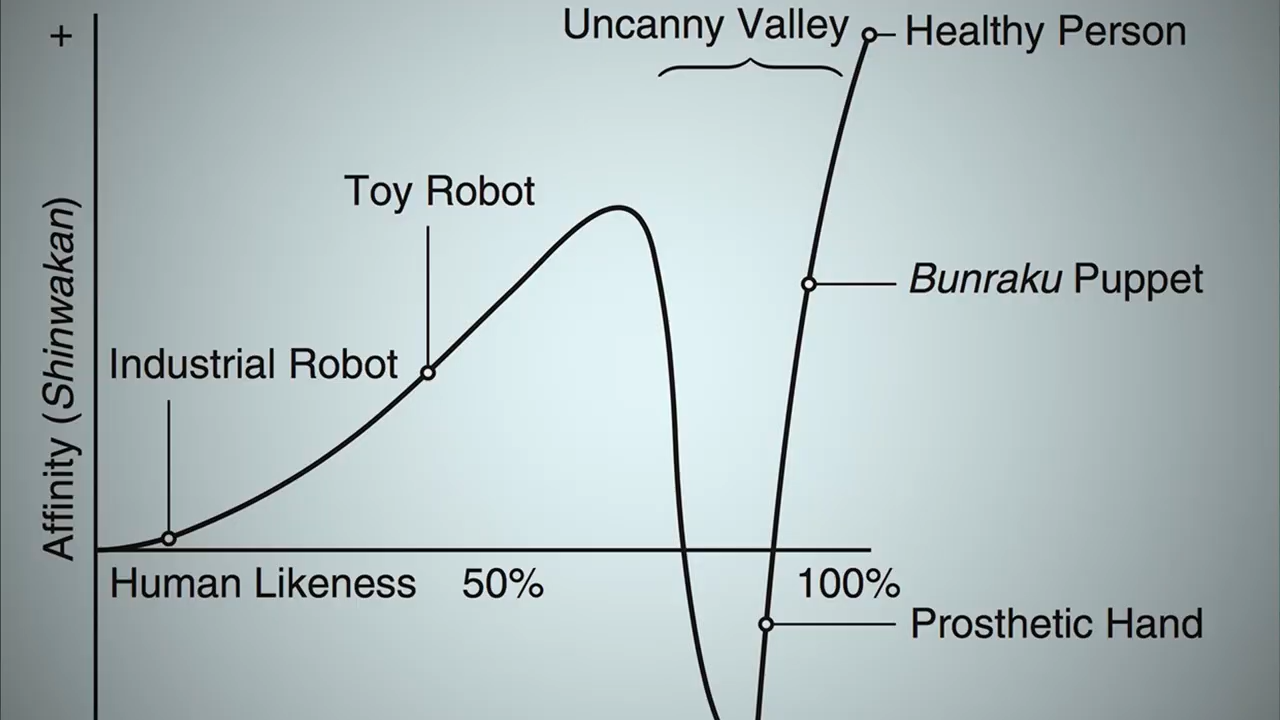 +
Uncanny Valley
Healthy Person
Toy Robot
Bunraku Puppet
Industrial Robot
Affinity (Shinwakan)
Human Likeness
50%
100%
Prosthetic Hand